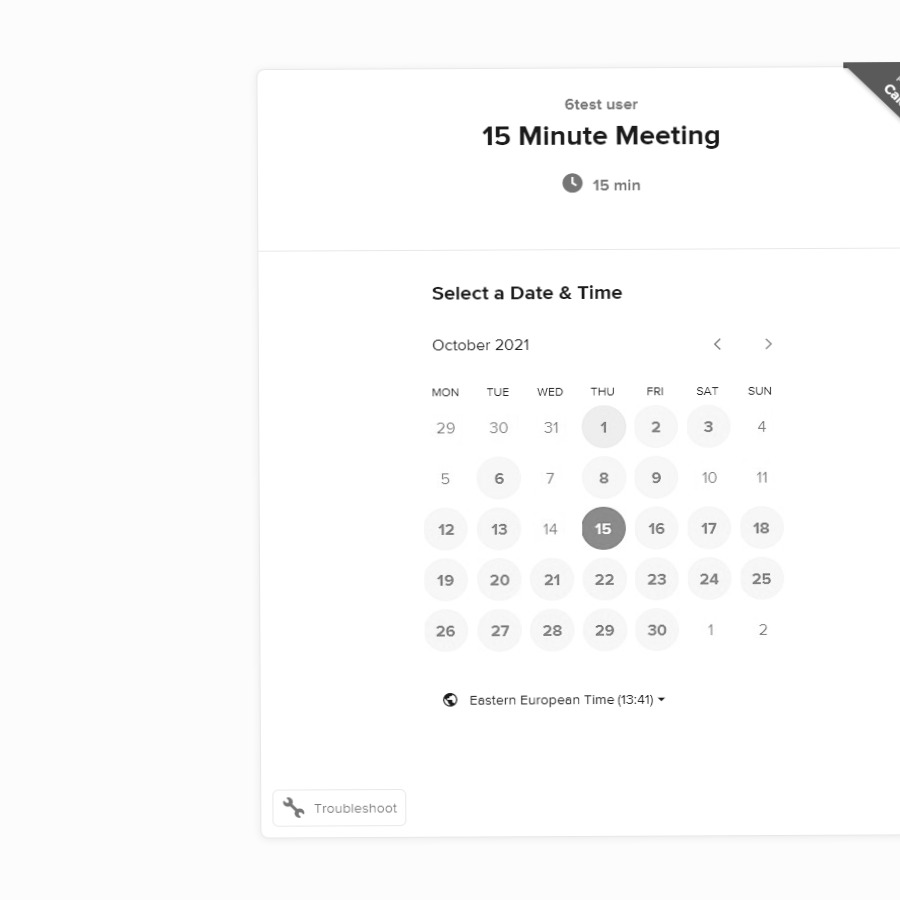 6test user
15 Minute Meeting
15 min
Select a Date & Time
October 2021
MON TUE WED THU FRI SAT SUN
29 30 31 1 2 3 4
5 6 7 8 9 10 11
12 13 14 15 16 17 18
19 20 21 22 23 24 25
26 27 28 29 30 1 2
Eastern European Time (13:41)
Troubleshoot